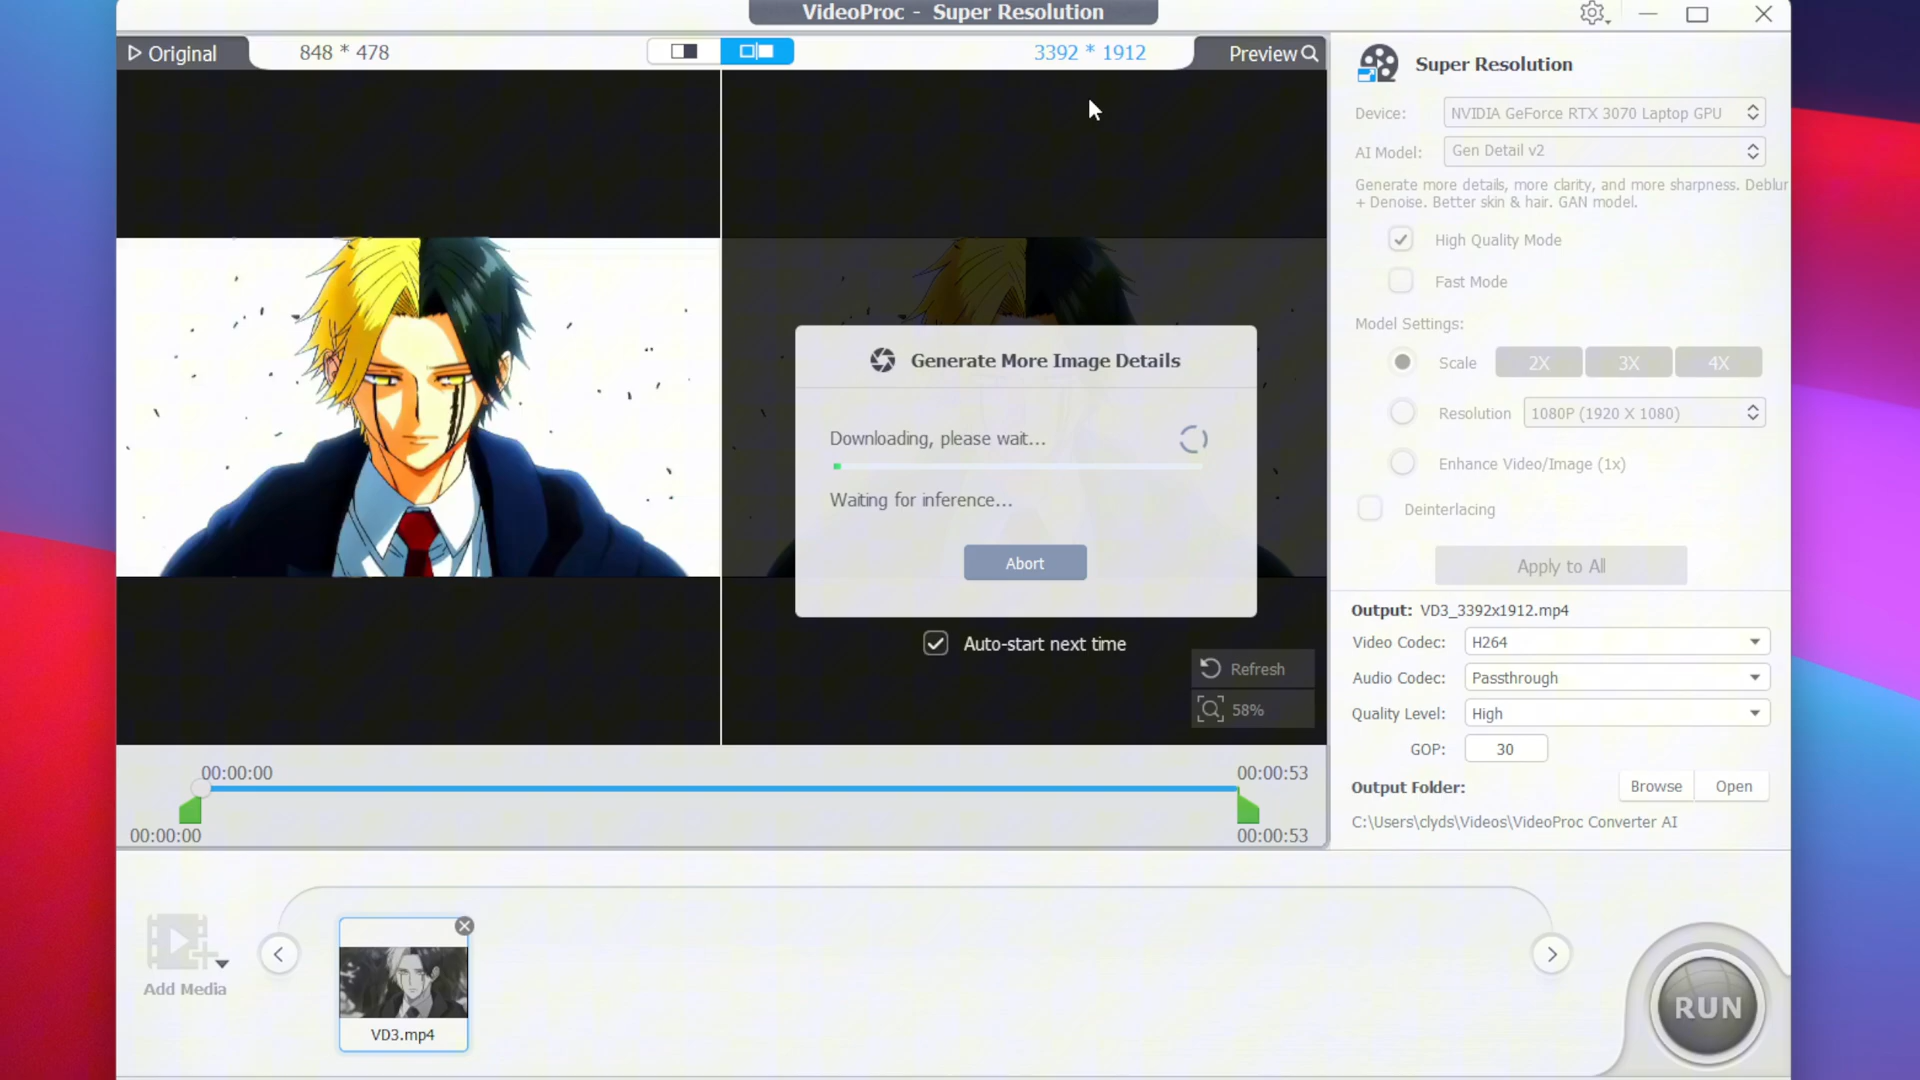 VideoProc - Super Resolution
Original
848 * 478
3392 * 1912
Preview
Super Resolution
Device: NVIDIA GeForce RTX 3070 Laptop GPU
AI Model: Gen Detail v2
Generate more details, more clarity, and more sharpness. Deblur
+ Denoise. Better skin & hair. GAN model.
High Quality Mode
Fast Mode
Model Settings:
Scale 2X 3X 4X
Resolution 1080P (1920 X 1080)
Enhance Video/Image (1x)
Deinterlacing
Apply to All
Generate More Image Details
Downloading, please wait...
Waiting for inference...
Abort
Auto-start next time
Refresh
58%
Output: VD3_3392x1912.mp4
Video Codec: H264
Audio Codec: Passthrough
Quality Level: High
GOP: 30
Output Folder: Browse Open
C:\Users\clyds\Videos\VideoProc Converter AI
00:00:00
00:00:53
00:00:00
00:00:53
Add Media
VD3.mp4
RUN